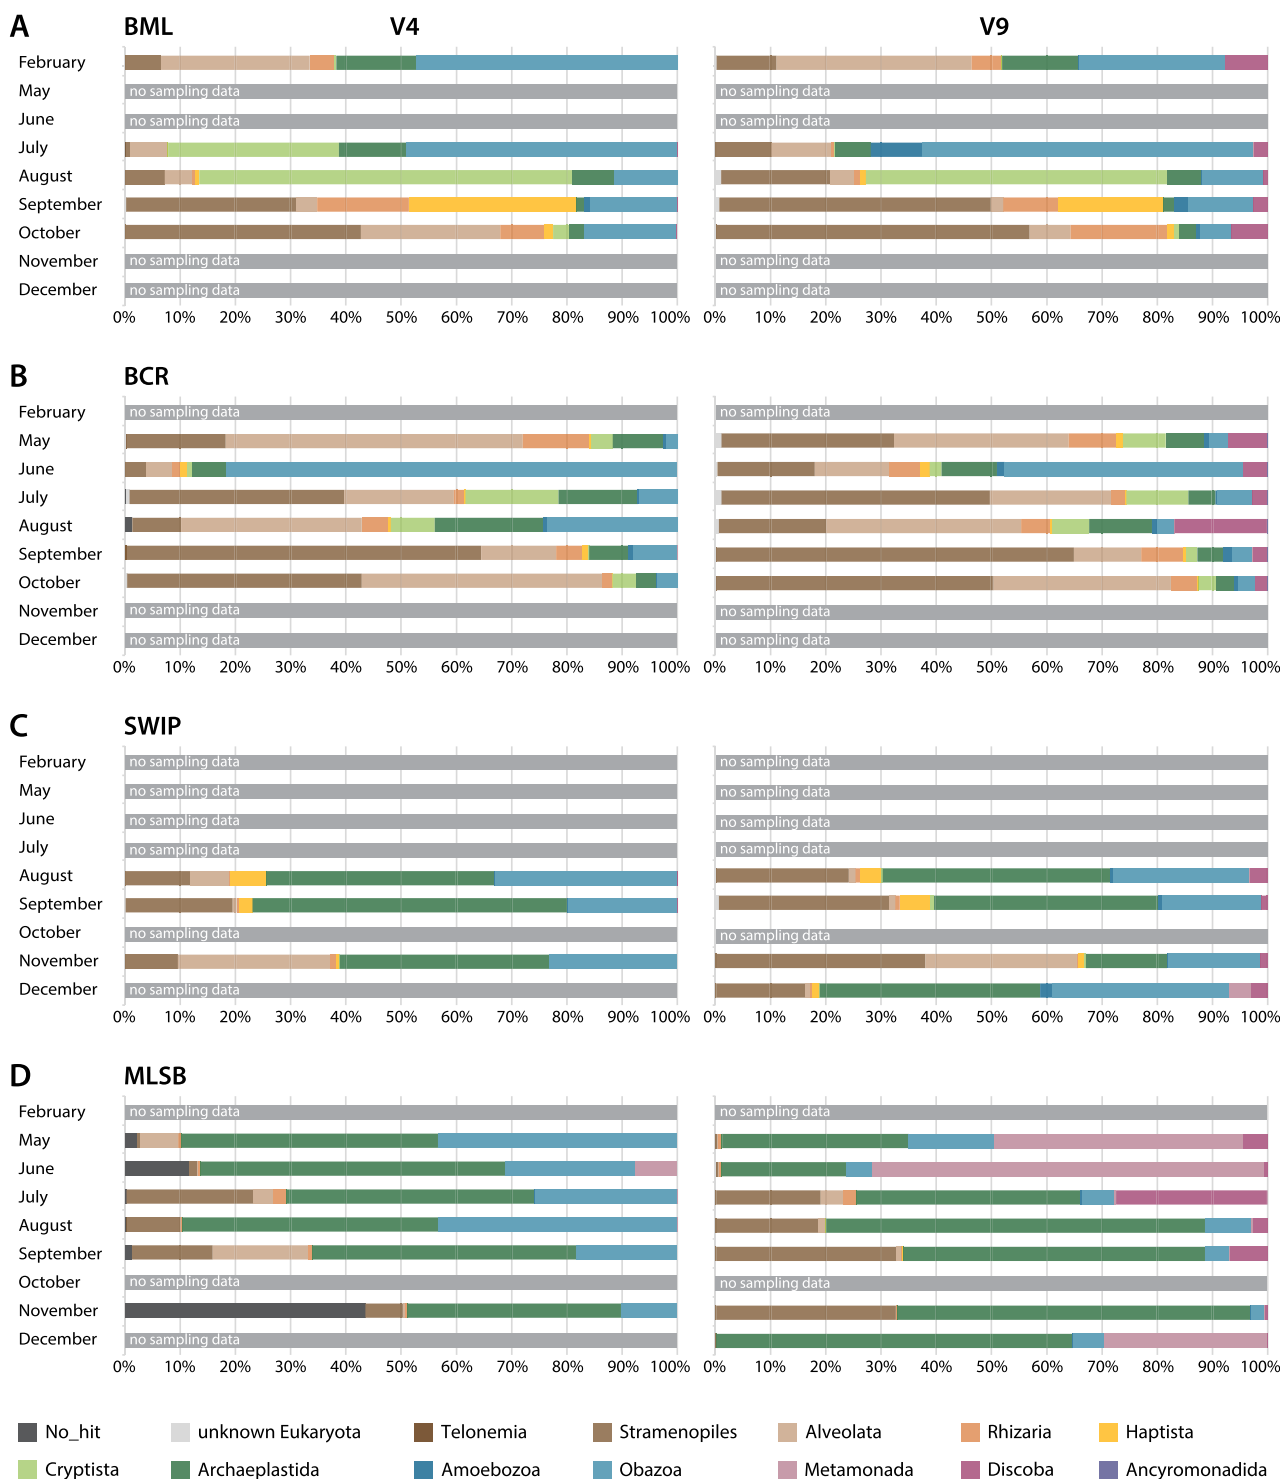 A BML V4 V9
February
May no sampling data no sampling data
June no sampling data no sampling data
July
August
September
October
November no sampling data no sampling data
December no sampling data no sampling data
0% 10% 20% 30% 40% 50% 60% 70% 80% 90% 100% 0% 10% 20% 30% 40% 50% 60% 70% 80% 90% 100%
B BCR
February no sampling data no sampling data
May
June
July
August
September
October
November no sampling data no sampling data
December no sampling data no sampling data
0% 10% 20% 30% 40% 50% 60% 70% 80% 90% 100% 0% 10% 20% 30% 40% 50% 60% 70% 80% 90% 100%
C SWIP
February no sampling data no sampling data
May no sampling data no sampling data
June no sampling data no sampling data
July no sampling data no sampling data
August
September
October no sampling data no sampling data
November
December no sampling data
0% 10% 20% 30% 40% 50% 60% 70% 80% 90% 100% 0% 10% 20% 30% 40% 50% 60% 70% 80% 90% 100%
D MLSB
February no sampling data no sampling data
May
June
July
August
September
October no sampling data no sampling data
November
December no sampling data
0% 10% 20% 30% 40% 50% 60% 70% 80% 90% 100% 0% 10% 20% 30% 40% 50% 60% 70% 80% 90% 100%
No_hit unknown Eukaryota Telonemia Stramenopiles Alveolata Rhizaria Haptista
Cryptista Archaeplastida Amoebozoa Obazoa Metamonada Discoba Ancyromonadida